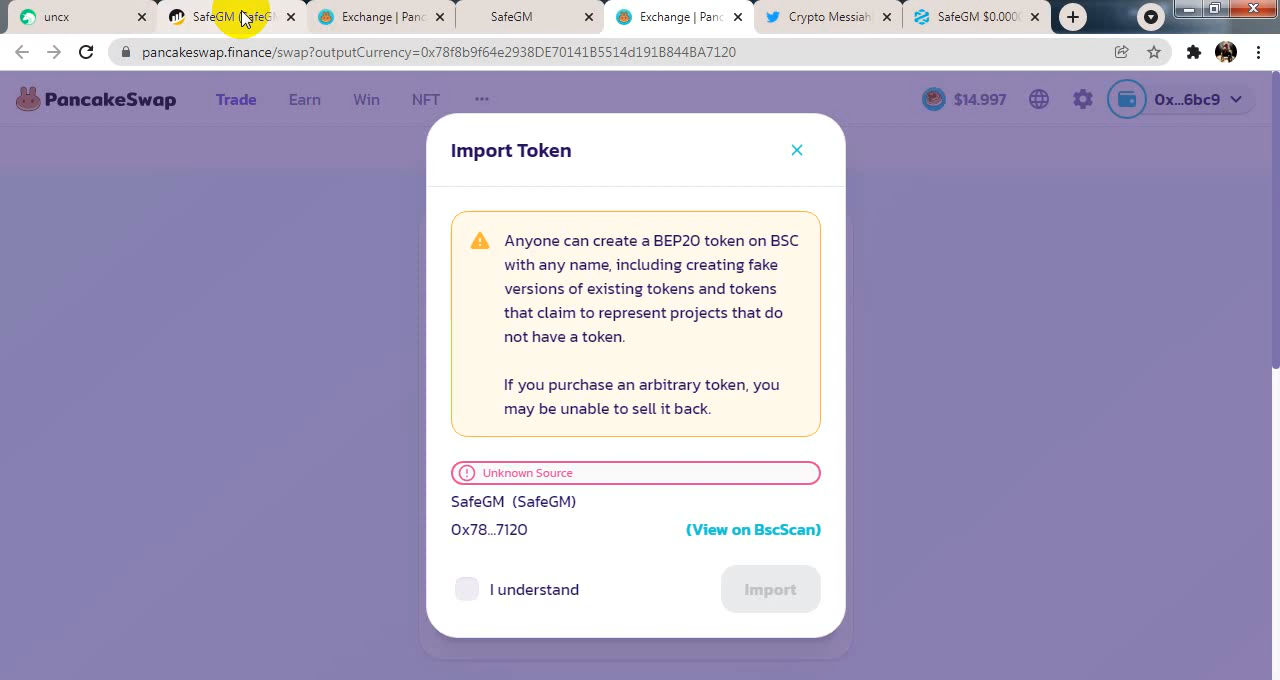 uncx
SafeGM
Exchange | Panc
SafeGM
Exchange | Panc
Crypto Messiah
SafeGM $0.0000
pancakeswap.finance/swap?outputCurrency=0x78f8b9f64e2938DE70141B5514d191B844BA7120
PancakeSwap
Trade
Earn
Win
NFT
$14.997
0x...6bc9
Import Token
Anyone can create a BEP20 token on BSC
with any name, including creating fake
versions of existing tokens and tokens
that claim to represent projects that do
not have a token.
If you purchase an arbitrary token, you
may be unable to sell it back.
Unknown Source
SafeGM (SafeGM)
0x78...7120
(View on BscScan)
I understand
Import